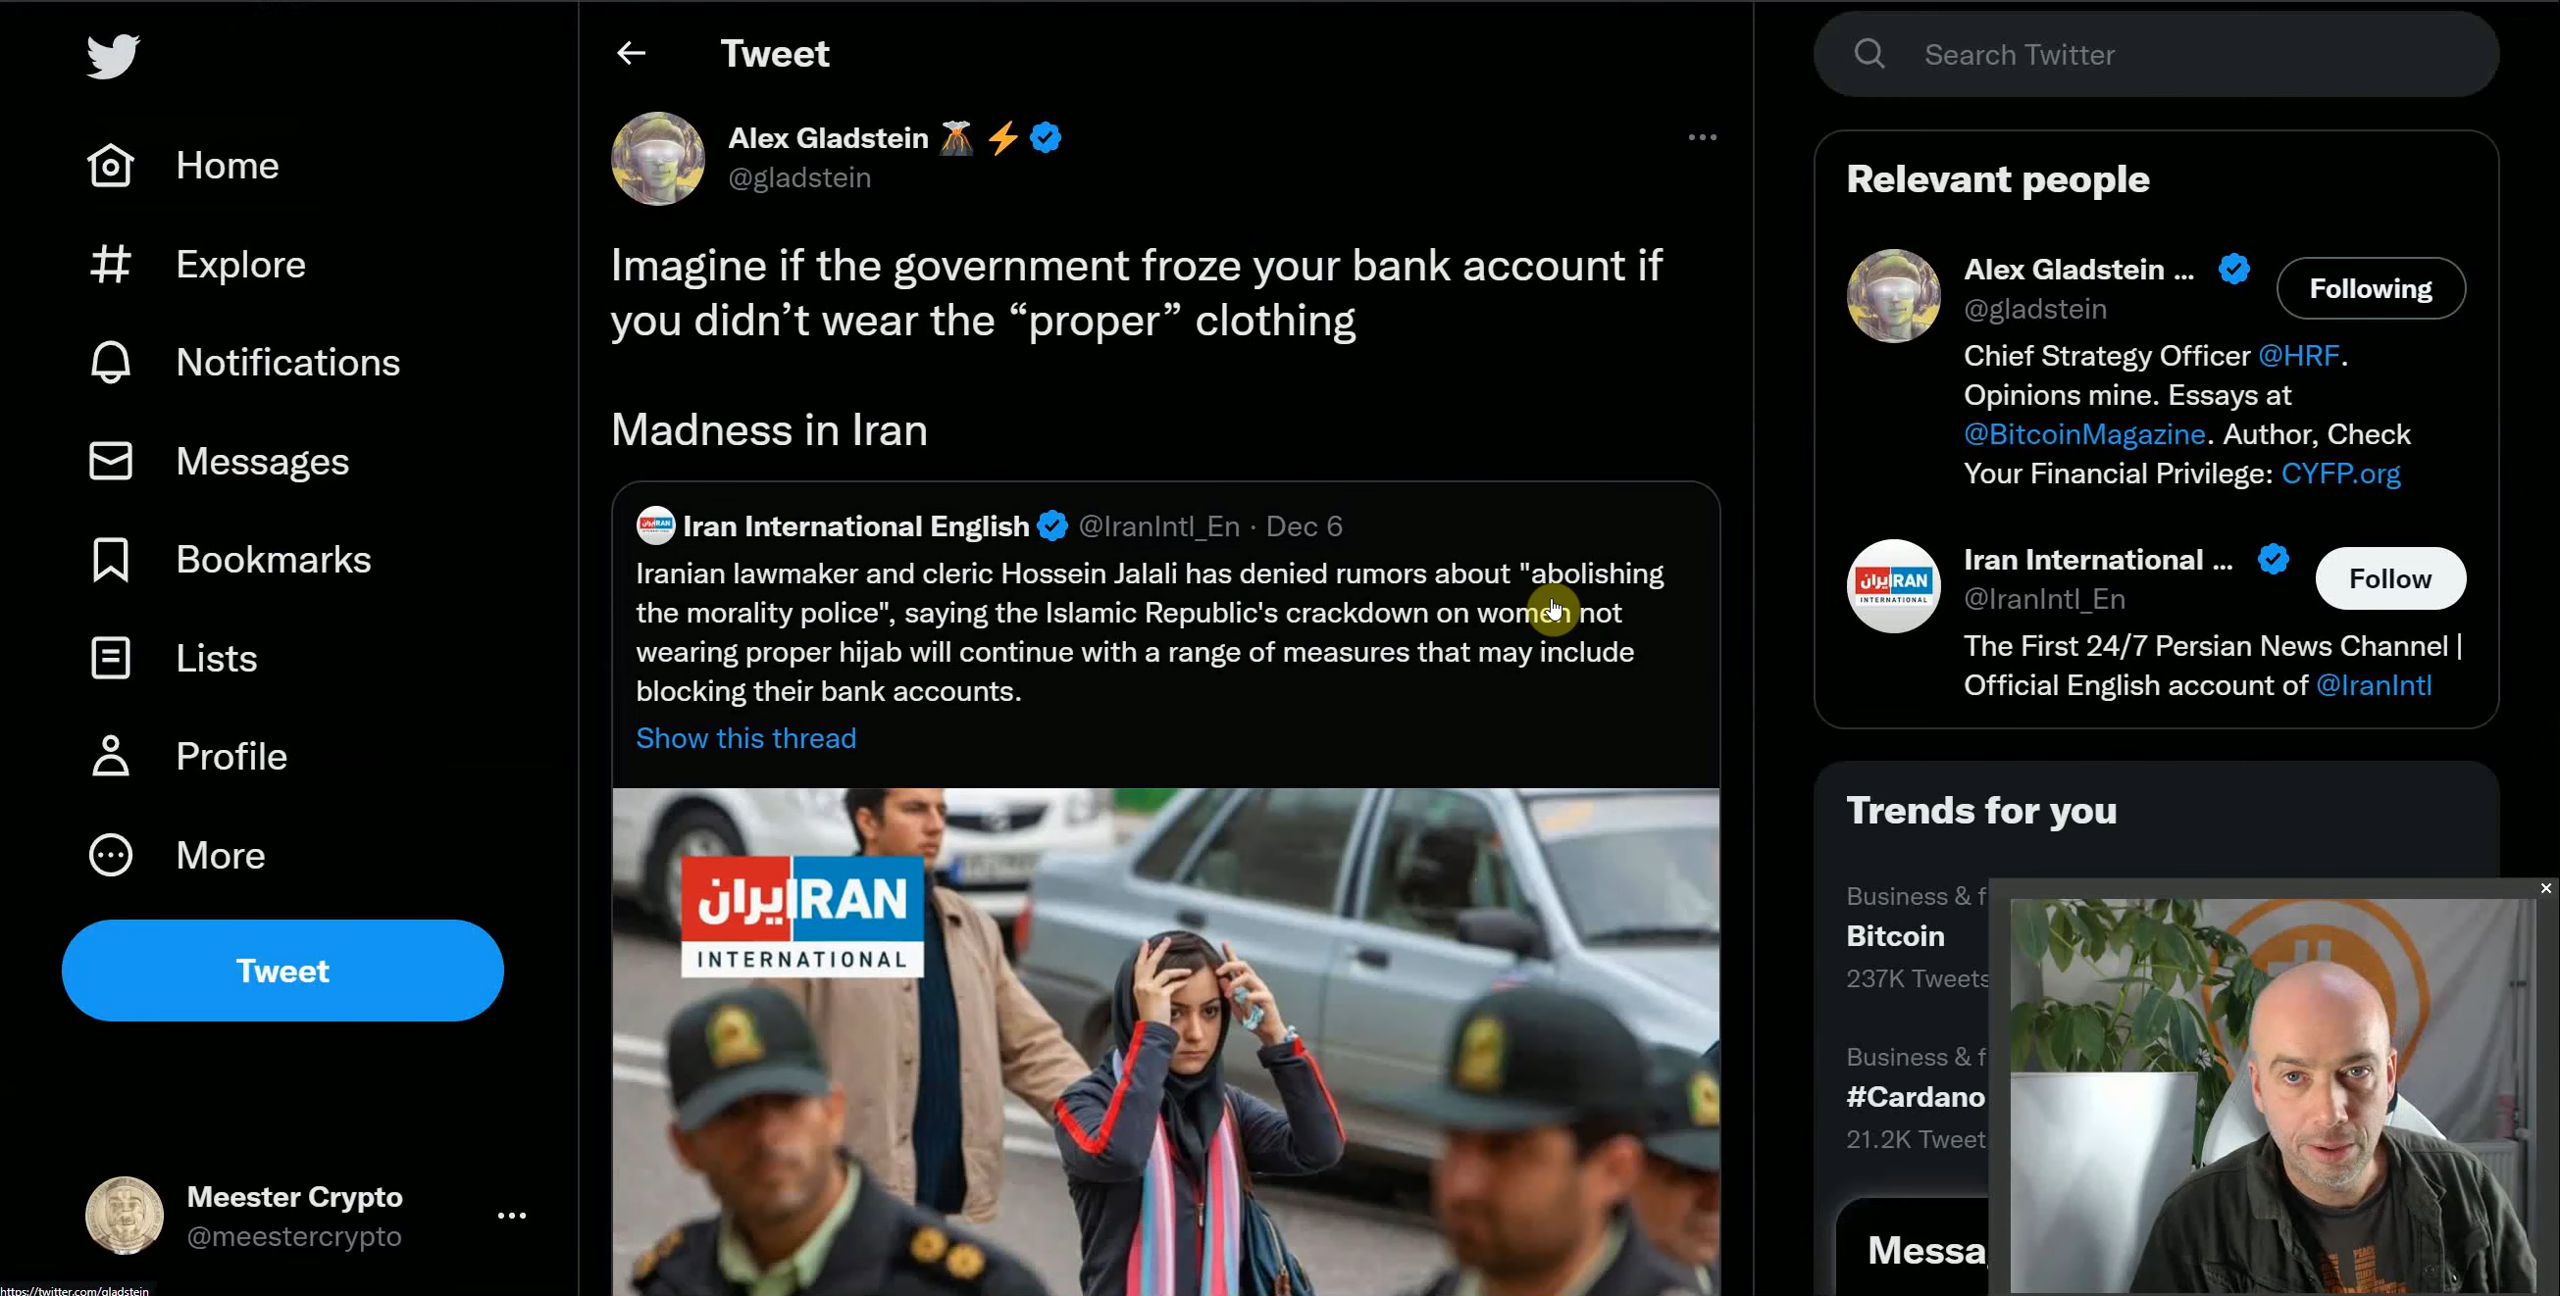 Tweet
Search Twitter
Home
Explore
Notifications
Messages
Bookmarks
Lists
Profile
More
Tweet
Meester Crypto
@meestercrypto
https://twitter.com/gladstein
Alex Gladstein
@gladstein
Imagine if the government froze your bank account if
you didn’t wear the “proper” clothing
Madness in Iran
Iran International English @IranIntl_En · Dec 6
Iranian lawmaker and cleric Hossein Jalali has denied rumors about "abolishing
the morality police", saying the Islamic Republic's crackdown on women not
wearing proper hijab will continue with a range of measures that may include
blocking their bank accounts.
Show this thread
ایران IRAN
INTERNATIONAL
Relevant people
Alex Gladstein ...
Following
@gladstein
Chief Strategy Officer @HRF.
Opinions mine. Essays at
@BitcoinMagazine. Author, Check
Your Financial Privilege: CYFP.org
Iran International ...
Follow
@IranIntl_En
ایران IRAN
INTERNATIONAL
The First 24/7 Persian News Channel |
Official English account of @IranIntl
Trends for you
Business & f
Bitcoin
237K Tweets
Business & f
#Cardano
21.2K Tweet
Messa